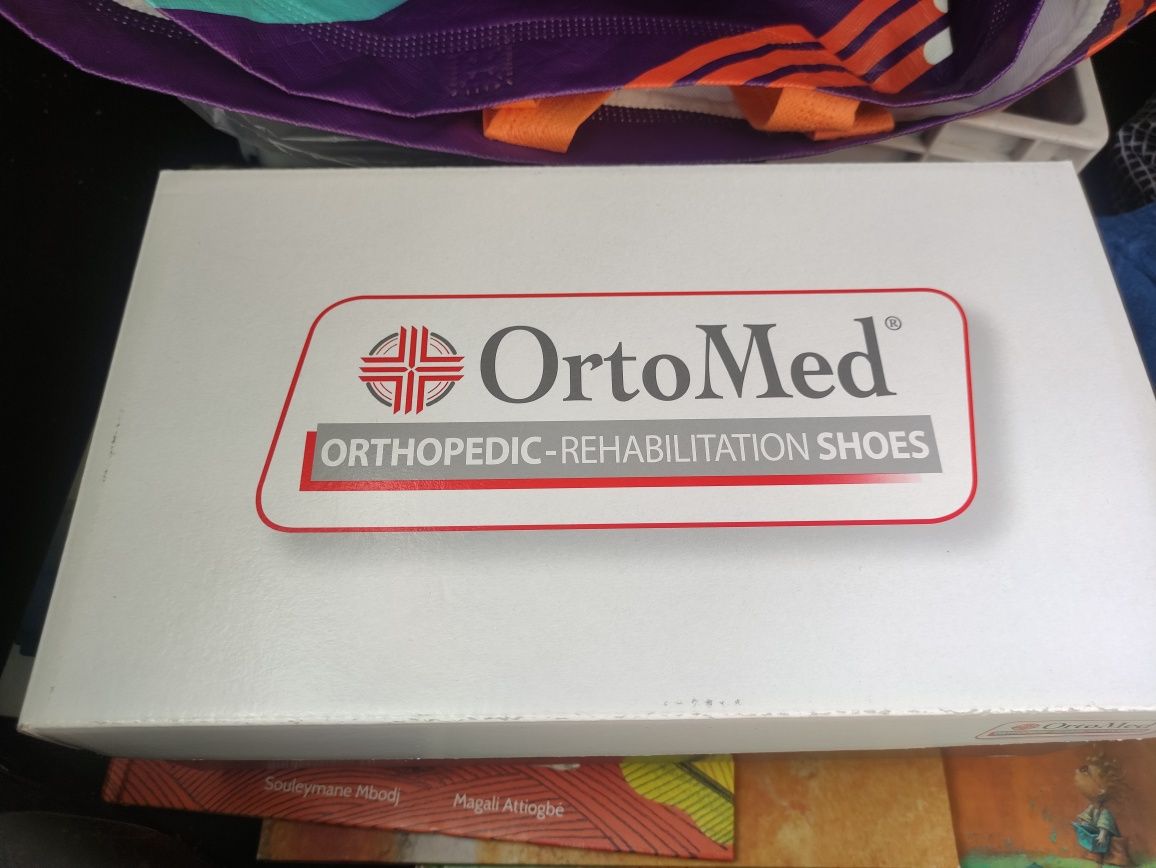 OrtoMed®
ORTHOPEDIC-REHABILITATION SHOES
OrtoMed
Souleymane Mbodj
Magali Attiogbé